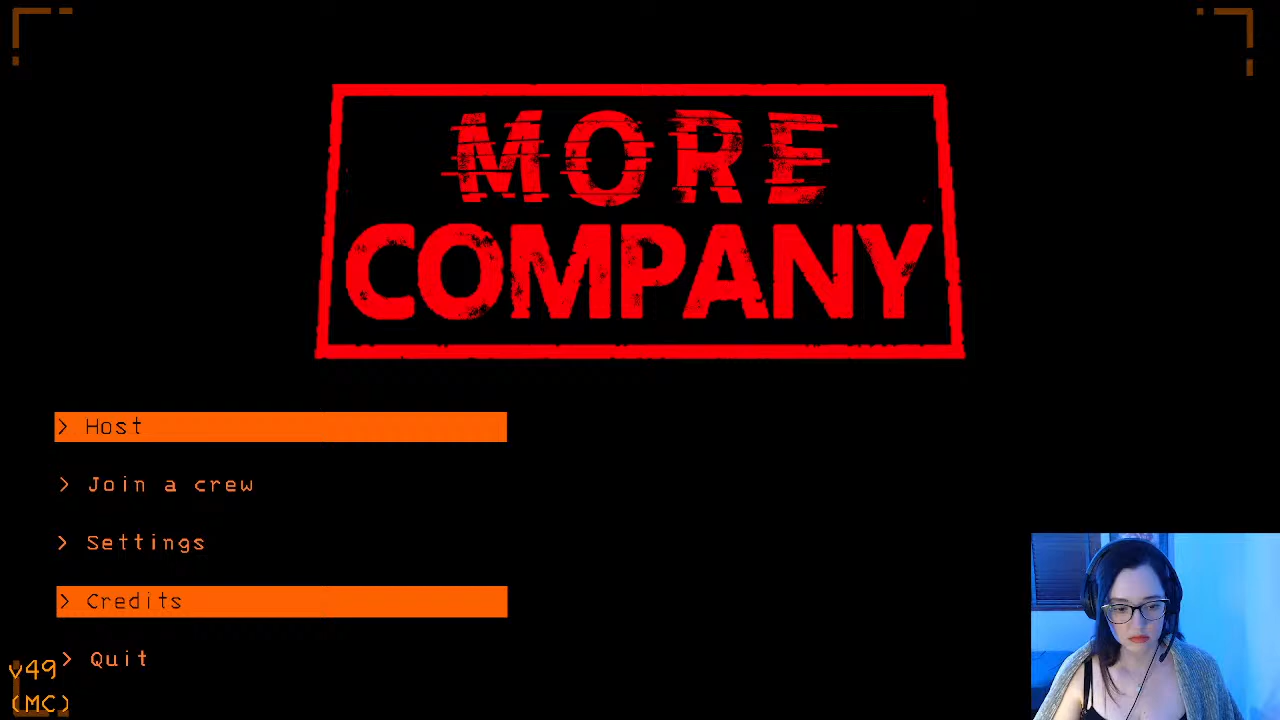 MORE
COMPANY
> Host
> Join a crew
> Settings
> Credits
> Quit
v49
(MC)